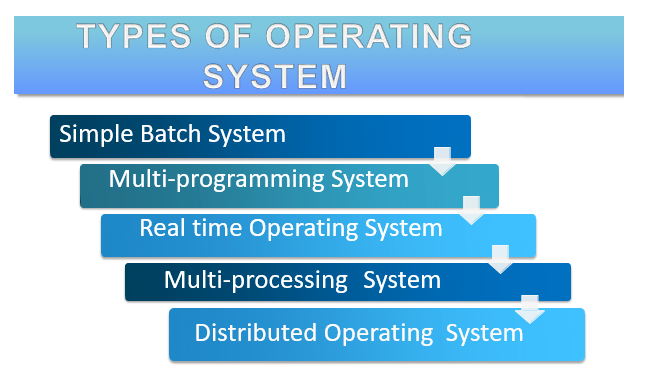 TYPES OF OPERATING
SYSTEM
Simple Batch System
Multi-programming System
Real time Operating System
Multi-processing  System
Distributed Operating  System